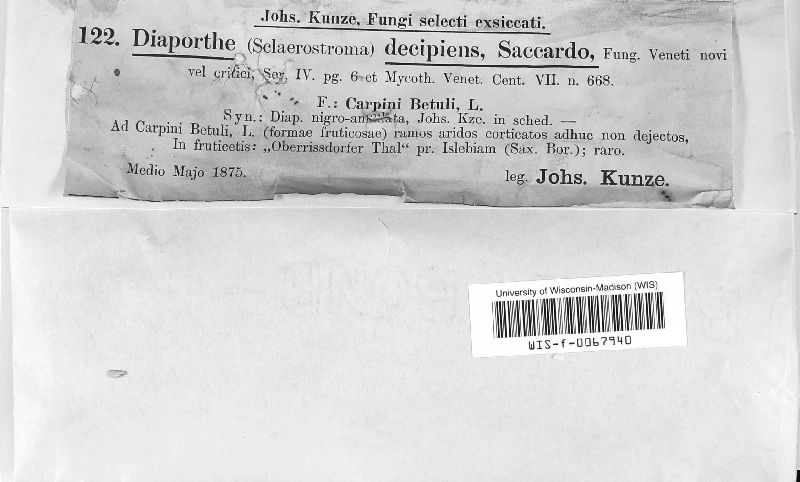 Johs. Kunze, Fungi selecti exsiccati.
122. Diaporthe (Sclaerostroma) decipiens, Saccardo, Fung. Veneti novi
vel critici, Ser. IV. pg. 6 et Mycoth. Venet. Cent. VII. n. 668.
F.: Carpini Betuli, L.
Syn.: Diap. nigro-annulata, Johs. Kze. in sched. —
Ad Carpini Betuli, L. (formae fruticosae) ramos aridos corticatos adhuc non dejectos,
In fruticetis: „Oberrissdorfer Thal“ pr. Islebiam (Sax. Bor.); raro.
Medio Majo 1875.
leg. Johs. Kunze.
University of Wisconsin-Madison (WIS)
WIS-f-0067940